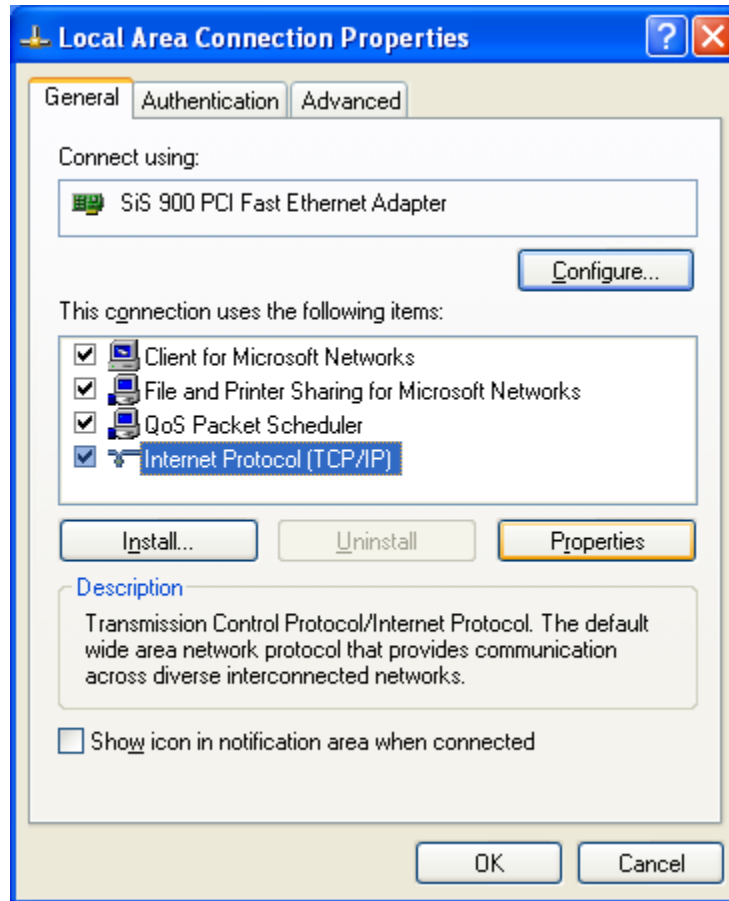 Local Area Connection Properties
General
Authentication
Advanced
Connect using:
SiS 900 PCI Fast Ethernet Adapter
Configure...
This connection uses the following items:
Client for Microsoft Networks
File and Printer Sharing for Microsoft Networks
QoS Packet Scheduler
Internet Protocol (TCP/IP)
Install...
Uninstall
Properties
Description
Transmission Control Protocol/Internet Protocol. The default
wide area network protocol that provides communication
across diverse interconnected networks.
Show icon in notification area when connected
OK
Cancel